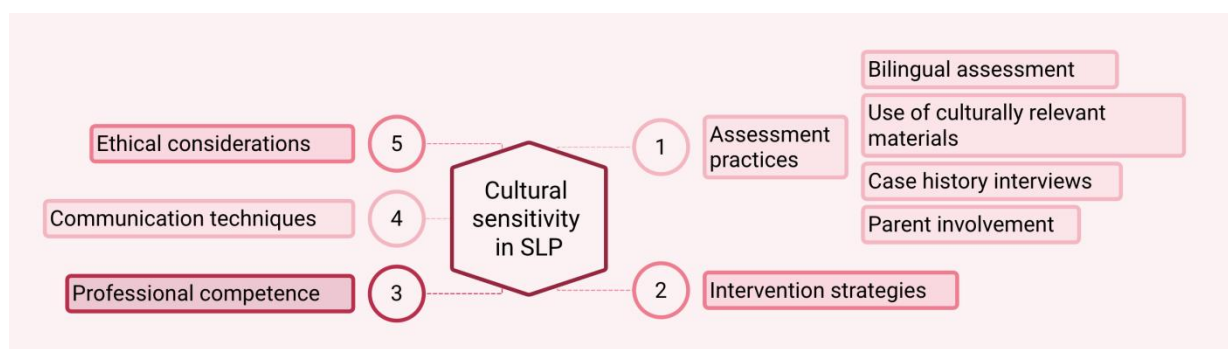 Cultural
sensitivity
in SLP
1
Assessment
practices
Bilingual assessment
Use of culturally relevant
materials
Case history interviews
Parent involvement
2
Intervention strategies
3
Professional competence
4
Communication techniques
5
Ethical considerations